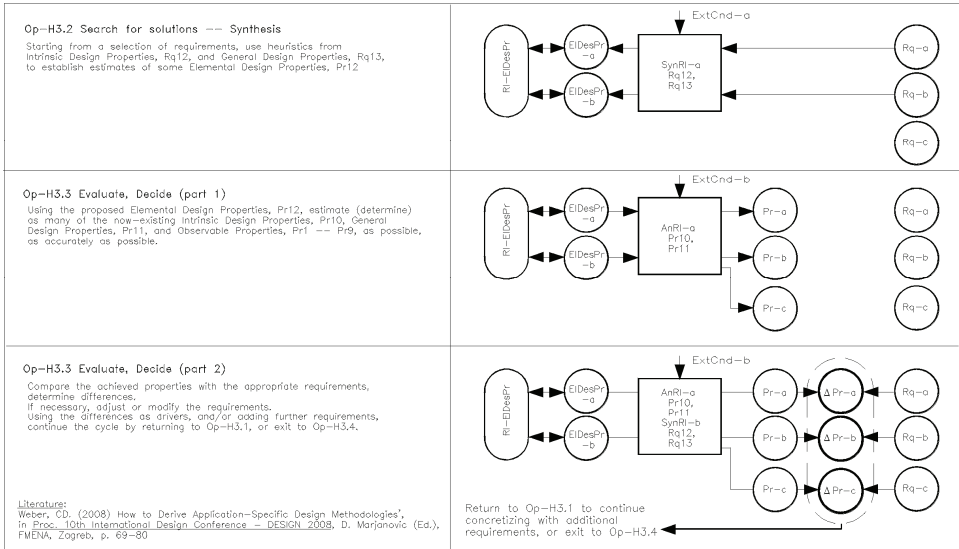 Op-H3.2 Search for solutions -- Synthesis
Starting from a selection of requirements, use heuristics from
Intrinsic Design Properties, Rq12, and General Design Properties, Rq13,
to establish estimates of some Elemental Design Properties, Pr12
ExtCnd-a
RI-ElDesPr
ElDesPr
-a
ElDesPr
-b
SynRI-a
Rq12,
Rq13
Rq-a
Rq-b
Rq-c
Op-H3.3 Evaluate, Decide (part 1)
Using the proposed Elemental Design Properties, Pr12, estimate (determine)
as many of the now-existing Intrinsic Design Properties, Pr10, General
Design Properties, Pr11, and Observable Properties, Pr1 -- Pr9, as possible,
as accurately as possible.
ExtCnd-b
RI-ElDesPr
ElDesPr
-a
ElDesPr
-b
AnRI-a
Pr10,
Pr11
Pr-a
Pr-b
Pr-c
Rq-a
Rq-b
Rq-c
Op-H3.3 Evaluate, Decide (part 2)
Compare the achieved properties with the appropriate requirements,
determine differences.
If necessary, adjust or modify the requirements.
Using the differences as drivers, and/or adding further requirements,
continue the cycle by returning to Op-H3.1, or exit to Op-H3.4.
Literature:
Weber, CD. (2008) How to Derive Application-Specific Design Methodologies',
in Proc. 10th International Design Conference - DESIGN 2008, D. Marjanovic (Ed.),
FMENA, Zagreb, p. 69-80
ExtCnd-b
RI-ElDesPr
ElDesPr
-a
ElDesPr
-b
AnRI-a
Pr10,
Pr11
SynRI-b
Rq12,
Rq13
Pr-a
Pr-b
Pr-c
Δ Pr-a
Δ Pr-b
Δ Pr-c
Rq-a
Rq-b
Rq-c
Return to Op-H3.1 to continue
concretizing with additional
requirements, or exit to Op-H3.4